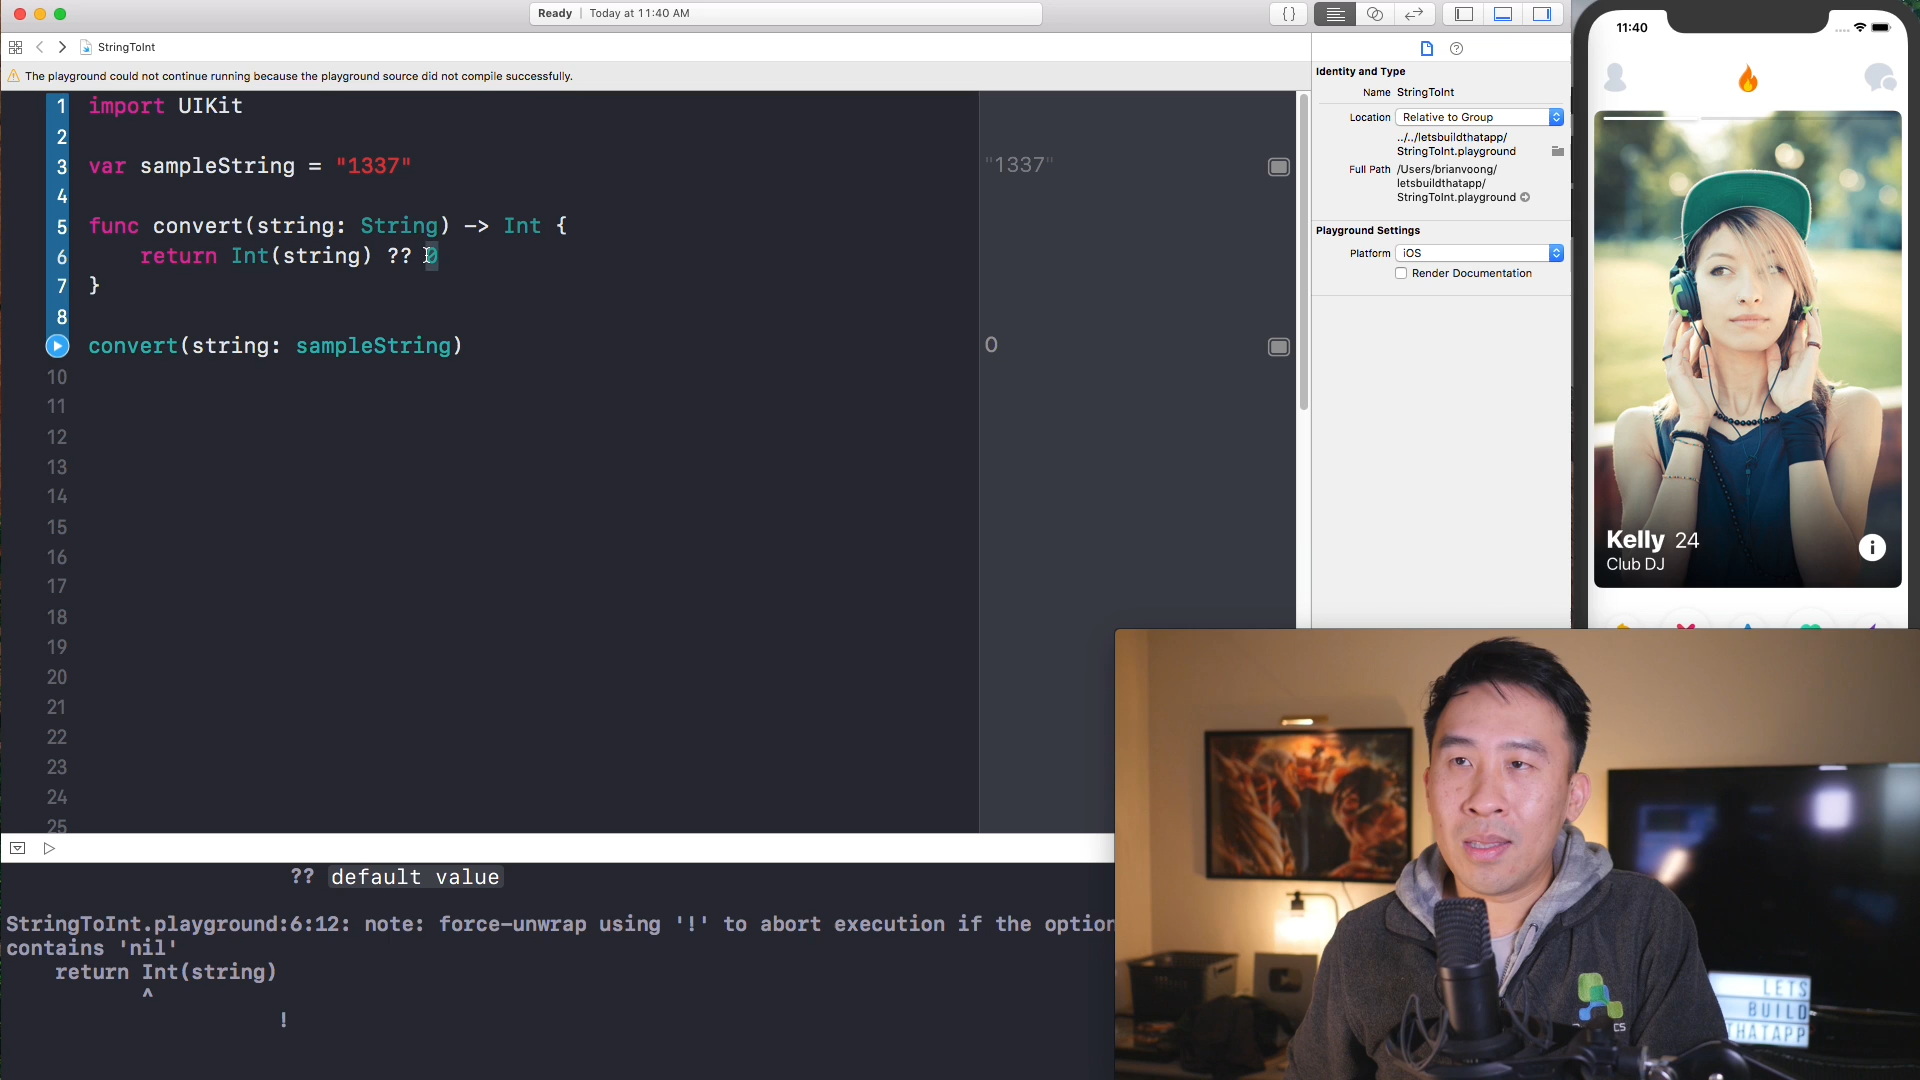 Ready | Today at 11:40 AM
{ }
StringToInt
The playground could not continue running because the playground source did not compile successfully.
1 import UIKit
2
3 var sampleString = "1337"
"1337"
4
5 func convert(string: String) -> Int {
6 return Int(string) ?? 0
7 }
8
convert(string: sampleString)
0
10
11
12
13
14
15
16
17
18
19
20
21
22
23
24
25
?? default value
StringToInt.playground:6:12: note: force-unwrap using '!' to abort execution if the option
contains 'nil'
return Int(string)
^
!
Identity and Type
Name StringToInt
Location Relative to Group
../../letsbuildthatapp/
StringToInt.playground
Full Path /Users/brianvoong/
letsbuildthatapp/
StringToInt.playground
Playground Settings
Platform iOS
Render Documentation
11:40
Kelly 24
Club DJ
i
LETS
BUILD
THATAPP